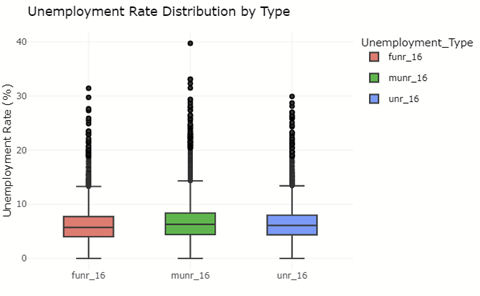 Unemployment Rate Distribution by Type
Unemployment_Type
funr_16
munr_16
unr_16
Unemployment Rate (%)
40
30
20
10
0
funr_16 munr_16 unr_16